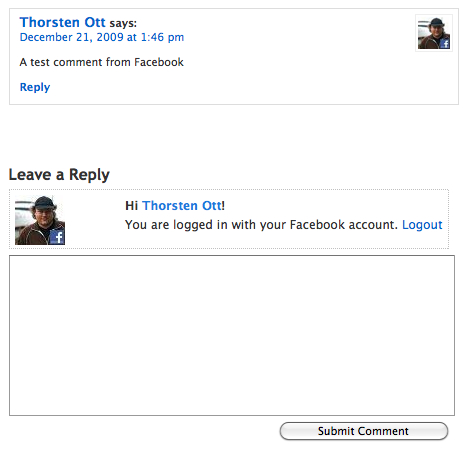 Thorsten Ott says:
December 21, 2009 at 1:46 pm
A test comment from Facebook
Reply
Leave a Reply
Hi Thorsten Ott!
You are logged in with your Facebook account. Logout
Submit Comment